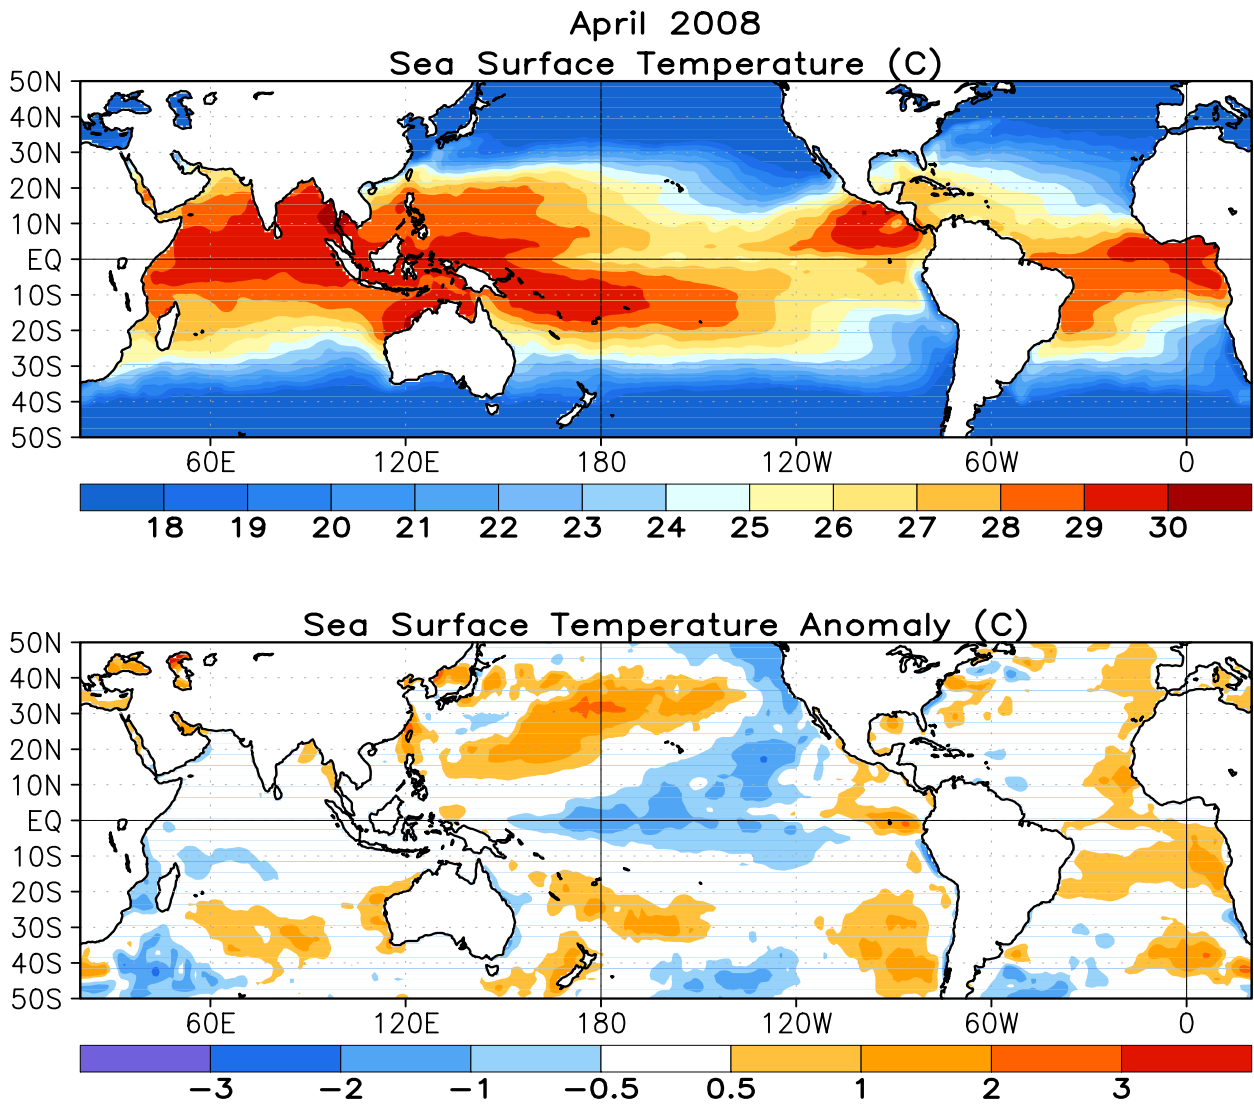 April 2008
Sea Surface Temperature (C)
50N
40N
30N
20N
10N
EQ
10S
20S
30S
40S
50S
60E 120E 180 120W 60W 0
18 19 20 21 22 23 24 25 26 27 28 29 30
Sea Surface Temperature Anomaly (C)
50N
40N
30N
20N
10N
EQ
10S
20S
30S
40S
50S
60E 120E 180 120W 60W 0
-3 -2 -1 -0.5 0.5 1 2 3